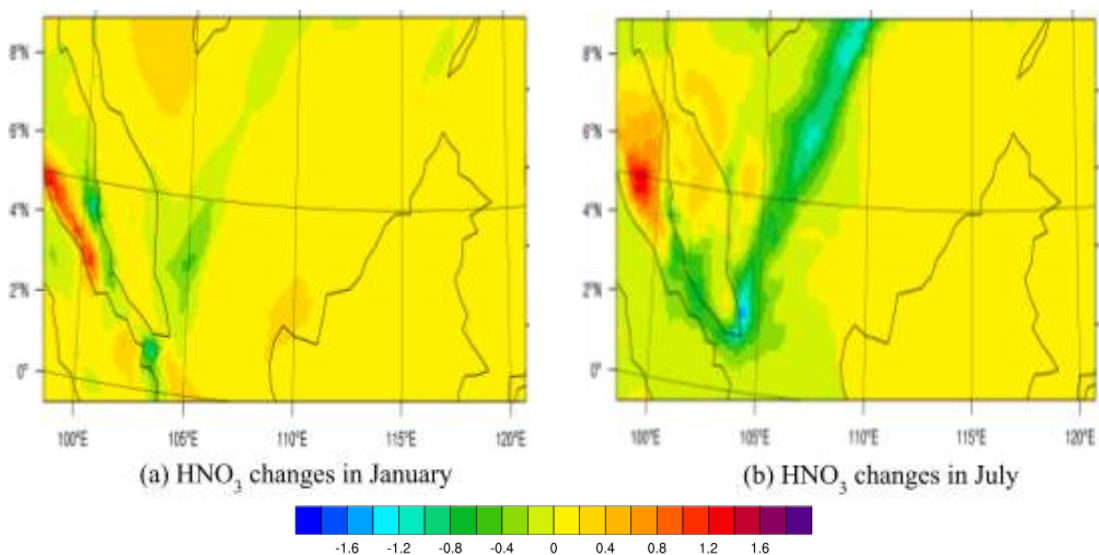 8°N
6°N
4°N
2°N
0°
100°E 105°E 110°E 115°E 120°E
(a) HNO₃ changes in January
8°N
6°N
4°N
2°N
0°
100°E 105°E 110°E 115°E 120°E
(b) HNO₃ changes in July
-1.6 -1.2 -0.8 -0.4 0 0.4 0.8 1.2 1.6